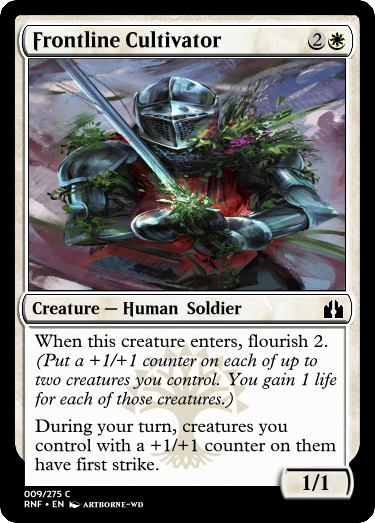 Frontline Cultivator 2
Creature — Human Soldier
When this creature enters, flourish 2.
(Put a +1/+1 counter on each of up to
two creatures you control. You gain 1 life
for each of those creatures.)
During your turn, creatures you
control with a +1/+1 counter on them
have first strike.
1/1
009/275 C
RNF • EN ARTBORNE-WD